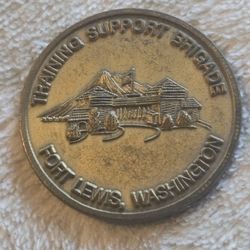 TRAINING SUPPORT BRIGADE
FORT LEWIS, WASHINGTON